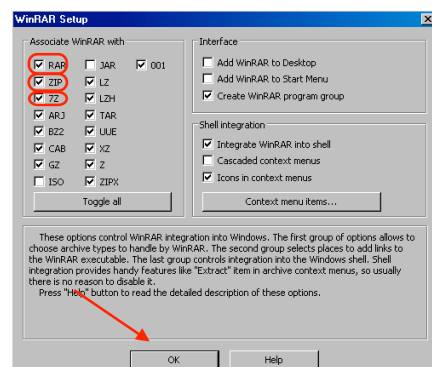 WinRAR Setup
Associate WinRAR with
RAR
JAR
001
ZIP
LZ
7Z
LZH
ARJ
TAR
BZ2
UUE
CAB
XZ
GZ
Z
ISO
ZIPX
Toggle all
Interface
Add WinRAR to Desktop
Add WinRAR to Start Menu
Create WinRAR program group
Shell integration
Integrate WinRAR into shell
Cascaded context menus
Icons in context menus
Context menu items...
These options control WinRAR integration into Windows. The first group of options allows to
choose archive types to handle by WinRAR. The second group selects places to add links to
the WinRAR executable. The last group controls integration into the Windows shell. Shell
integration provides handy features like "Extract" item in archive context menus, so usually
there is no reason to disable it.
Press "Help" button to read the detailed description of these options.
OK
Help